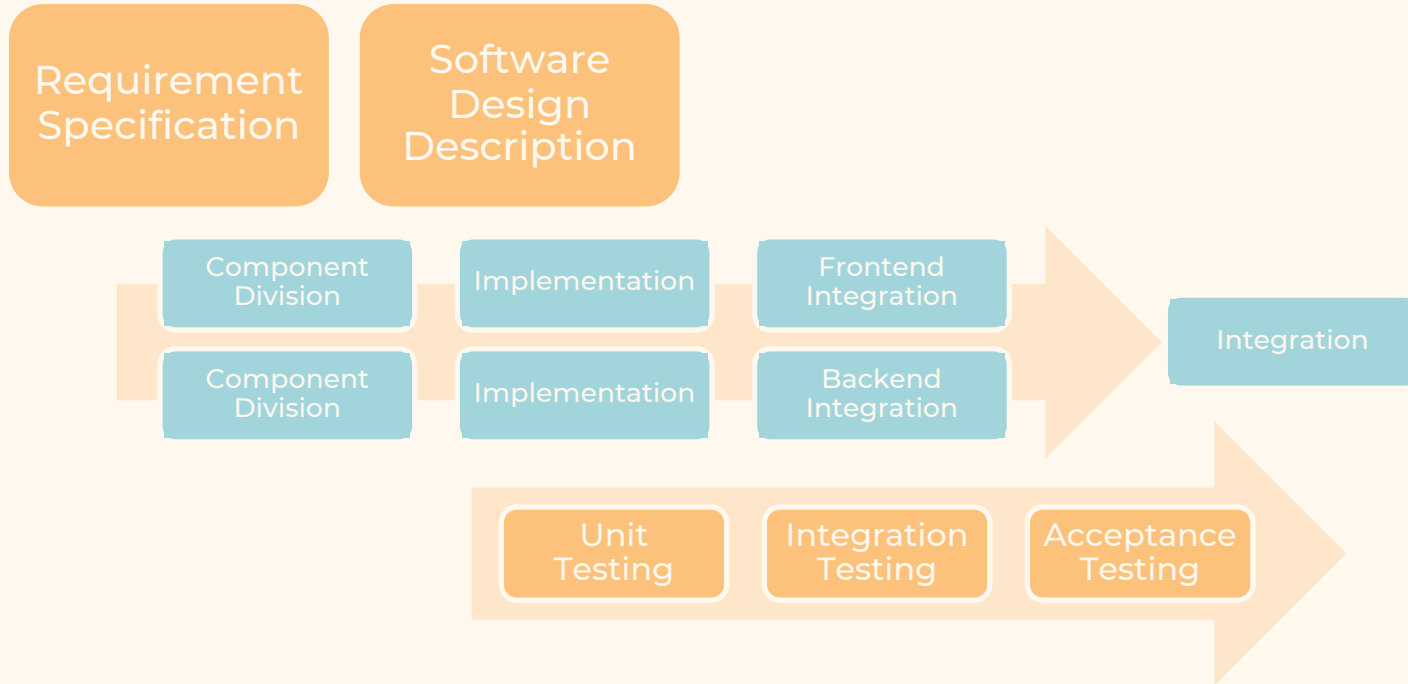 Requirement
Specification
Software
Design
Description
Component
Division
Implementation
Frontend
Integration
Component
Division
Implementation
Backend
Integration
Integration
Unit
Testing
Integration
Testing
Acceptance
Testing